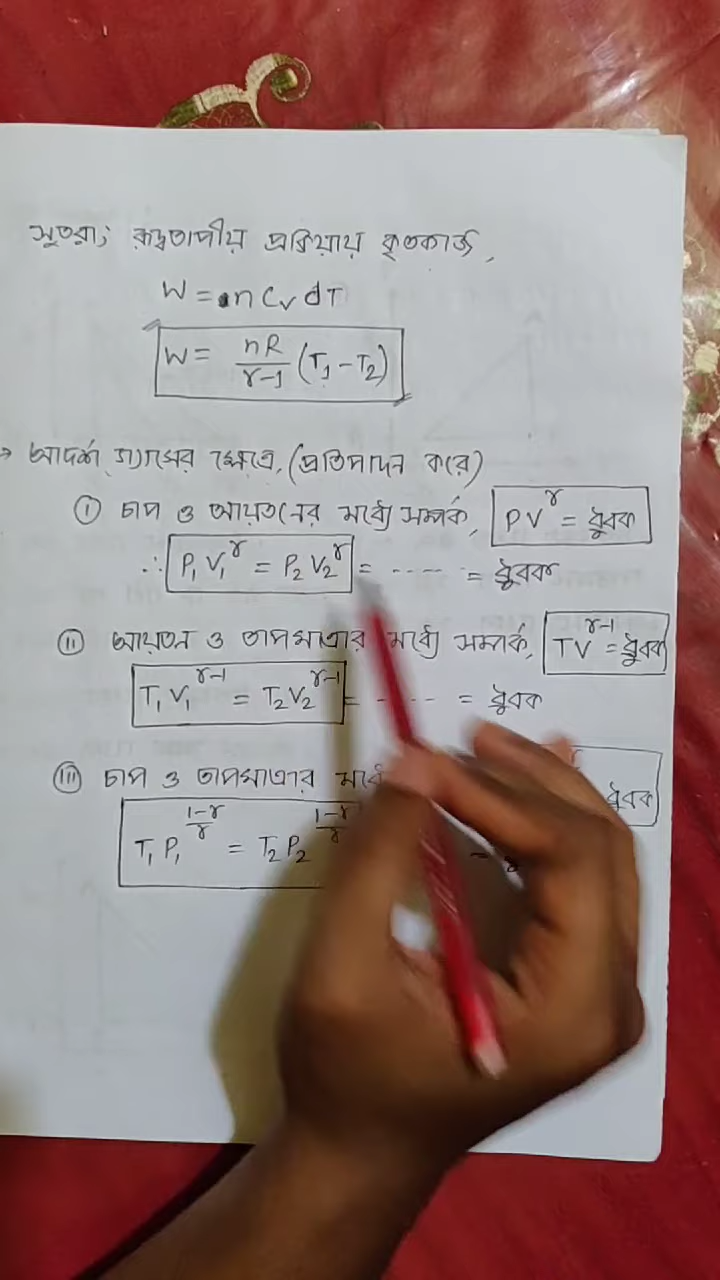 সুতরাং রুদ্ধতাপীয় প্রক্রিয়ায় কৃতকার্জ,
W = nCvdT
W = nR/γ-1 (T₁ - T₂)
→ আদর্শ গ্যাসের ক্ষেত্রে, (প্রতিপাদন করে)
(i) চাপ ও আয়তনের মধ্যে সম্পর্ক, PV^γ = ধ্রুবক
∴ P₁V₁^γ = P₂V₂^γ = ---- = ধ্রুবক
(ii) আয়তন ও তাপমাত্রার মধ্যে সম্পর্ক, TV^γ-1 = ধ্রুবক
T₁V₁^γ-1 = T₂V₂^γ-1 = ---- = ধ্রুবক
(iii) চাপ ও তাপমাত্রার মধ্যে ধ্রুবক
T₁P₁^1-γ/γ = T₂P₂^1-γ/γ =